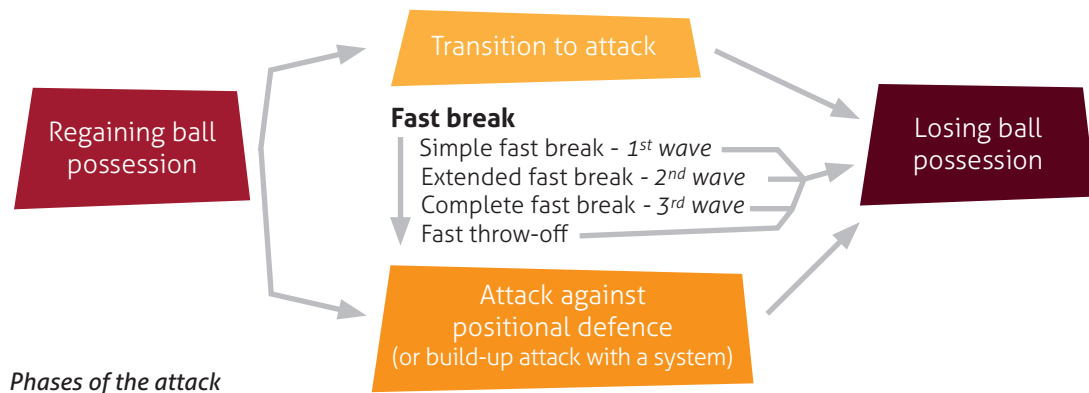 Transition to attack
Regaining ball
possession
Fast break
Simple fast break - 1st wave
Extended fast break - 2nd wave
Complete fast break - 3rd wave
Fast throw-off
Losing ball
possession
Attack against
positional defence
(or build-up attack with a system)
Phases of the attack